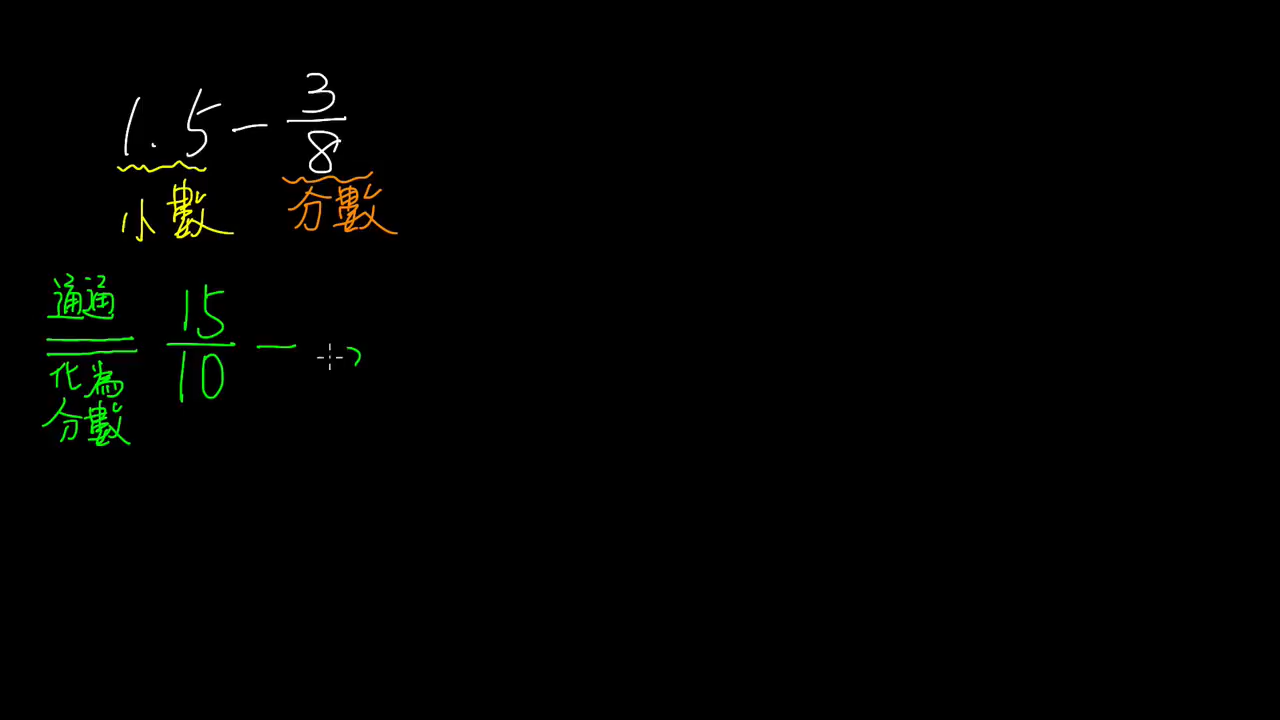 1.5 - 3/8
小數 分數
通通 15/10 -
化為
分數